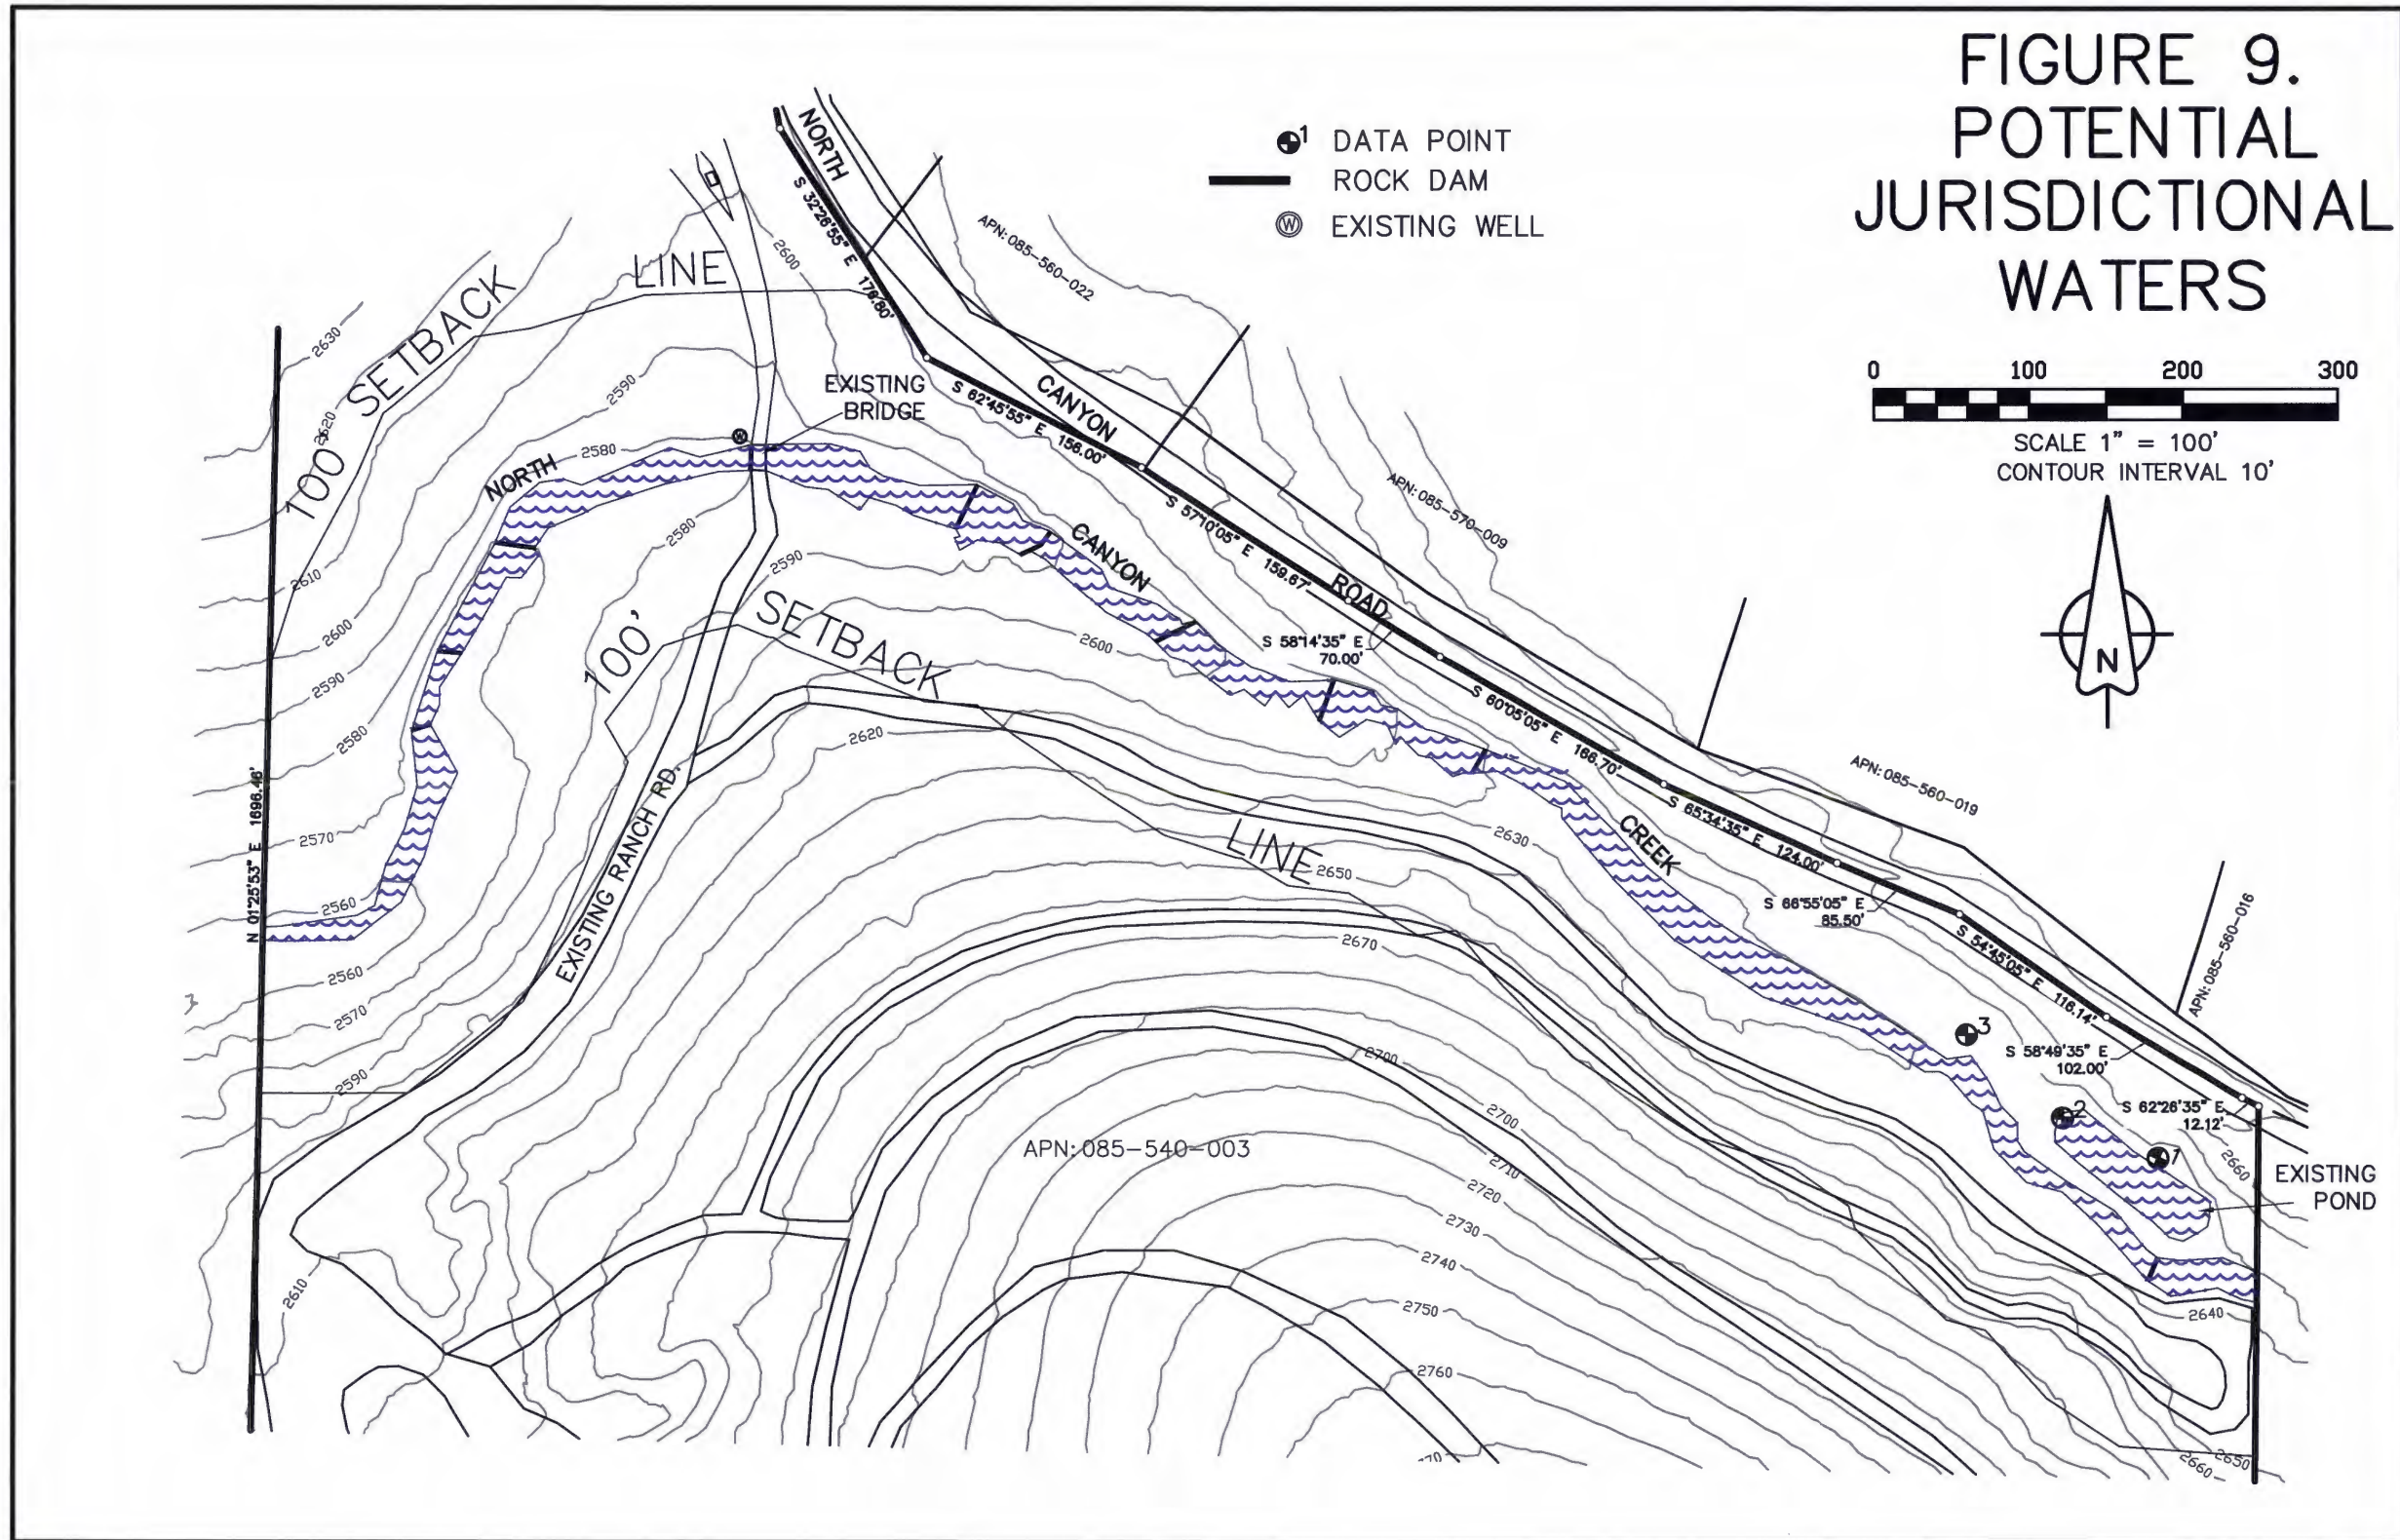 FIGURE 9.
POTENTIAL
JURISDICTIONAL
WATERS
1 DATA POINT
ROCK DAM
W EXISTING WELL
0 100 200 300
SCALE 1" = 100'
CONTOUR INTERVAL 10'
N
NORTH
CANYON
ROAD
S 32°26'55" E 176.80'
S 62°45'55" E 156.00'
S 57°10'05" E 159.67'
S 58°14'35" E
70.00'
S 60°05'05" E 166.70'
S 65°34'35" E 124.00'
S 66°55'05" E
85.50'
S 54°45'05" E 116.14'
S 58°49'35" E
102.00'
S 62°26'35" E
12.12'
APN: 085-560-022
APN: 085-570-009
APN: 085-560-019
APN: 085-560-016
100' SETBACK LINE
EXISTING
BRIDGE
W
NORTH
CANYON
CREEK
100' SETBACK
LINE
EXISTING RANCH RD.
N 01°25'53" E 1696.46'
APN: 085-540-003
3
2
1
EXISTING
POND
2630
2620
2610
2600
2590
2580
2570
2560
2560
2570
2590
2610
2590
2580
2600
2580
2590
2600
2620
2630
2650
2670
2700
2700
2710
2720
2730
2740
2750
2760
2660
2640
2650
2660